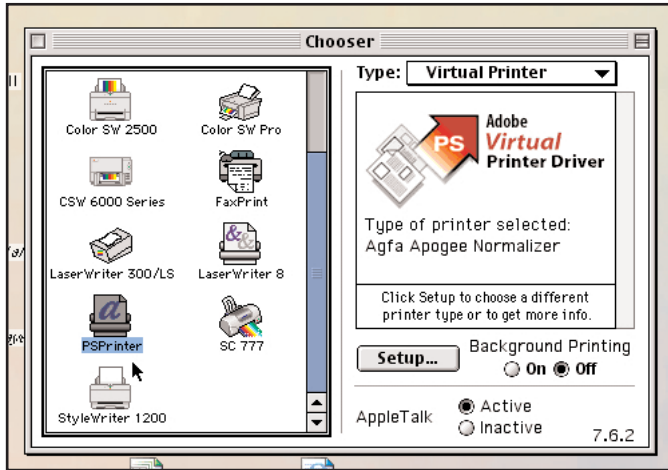 Chooser
Type: Virtual Printer
Color SW 2500
Color SW Pro
CSW 6000 Series
FaxPrint
LaserWriter 300/LS
LaserWriter 8
PSPrinter
SC 777
StyleWriter 1200
PS
Adobe
Virtual
Printer Driver
Type of printer selected:
Agfa Apogee Normalizer
Click Setup to choose a different
printer type or to get more info.
Setup...
Background Printing
On Off
AppleTalk
Active
Inactive
7.6.2